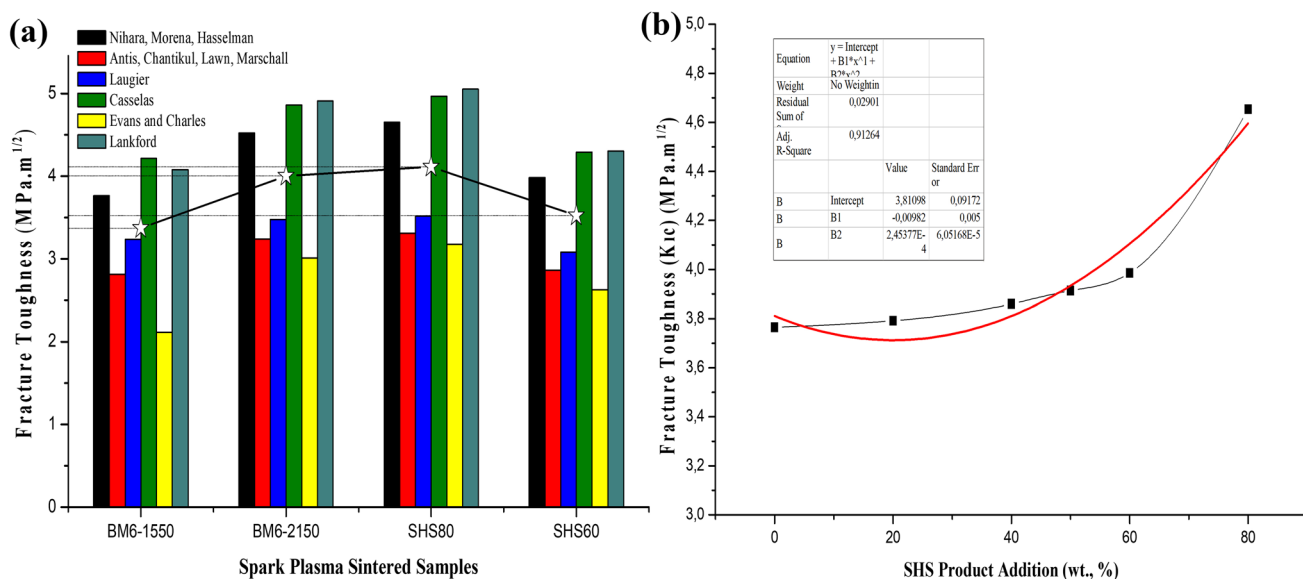 (a)
Nihara, Morena, Hasselman
Antis, Chantikul, Lawn, Marschall
Laugier
Casselas
Evans and Charles
Lankford
Fracture Toughness (MPa.m^1/2)
5
4
3
2
1
0
BM6-1550 BM6-2150 SHS80 SHS60
Spark Plasma Sintered Samples
(b)
Fracture Toughness (KIC) (MPa.m^1/2)
5,0
4,8
4,6
4,4
4,2
4,0
3,8
3,6
3,4
3,2
3,0
Equation y = Intercept
+ B1*x^1 +
B2*x^2
Weight No Weightin
Residual 0,02901
Sum of
Adj. 0,91264
R-Square
Value Standard Err
or
B Intercept 3,81098 0,09172
B B1 -0,00982 0,005
B B2 2,45377E- 6,05168E-5
4
0 20 40 60 80
SHS Product Addition (wt., %)